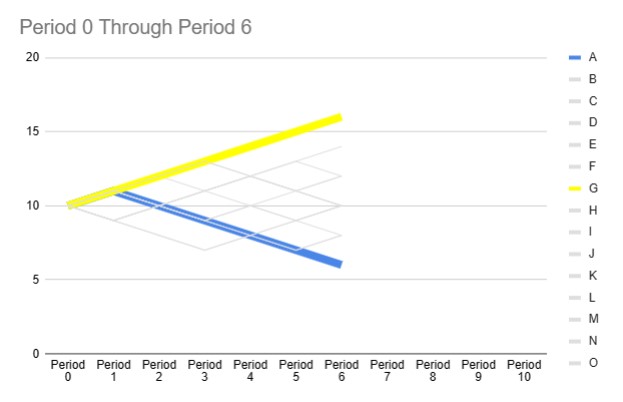 Period 0 Through Period 6
20
15
10
5
0
Period 0
Period 1
Period 2
Period 3
Period 4
Period 5
Period 6
Period 7
Period 8
Period 9
Period 10
A
B
C
D
E
F
G
H
I
J
K
L
M
N
O